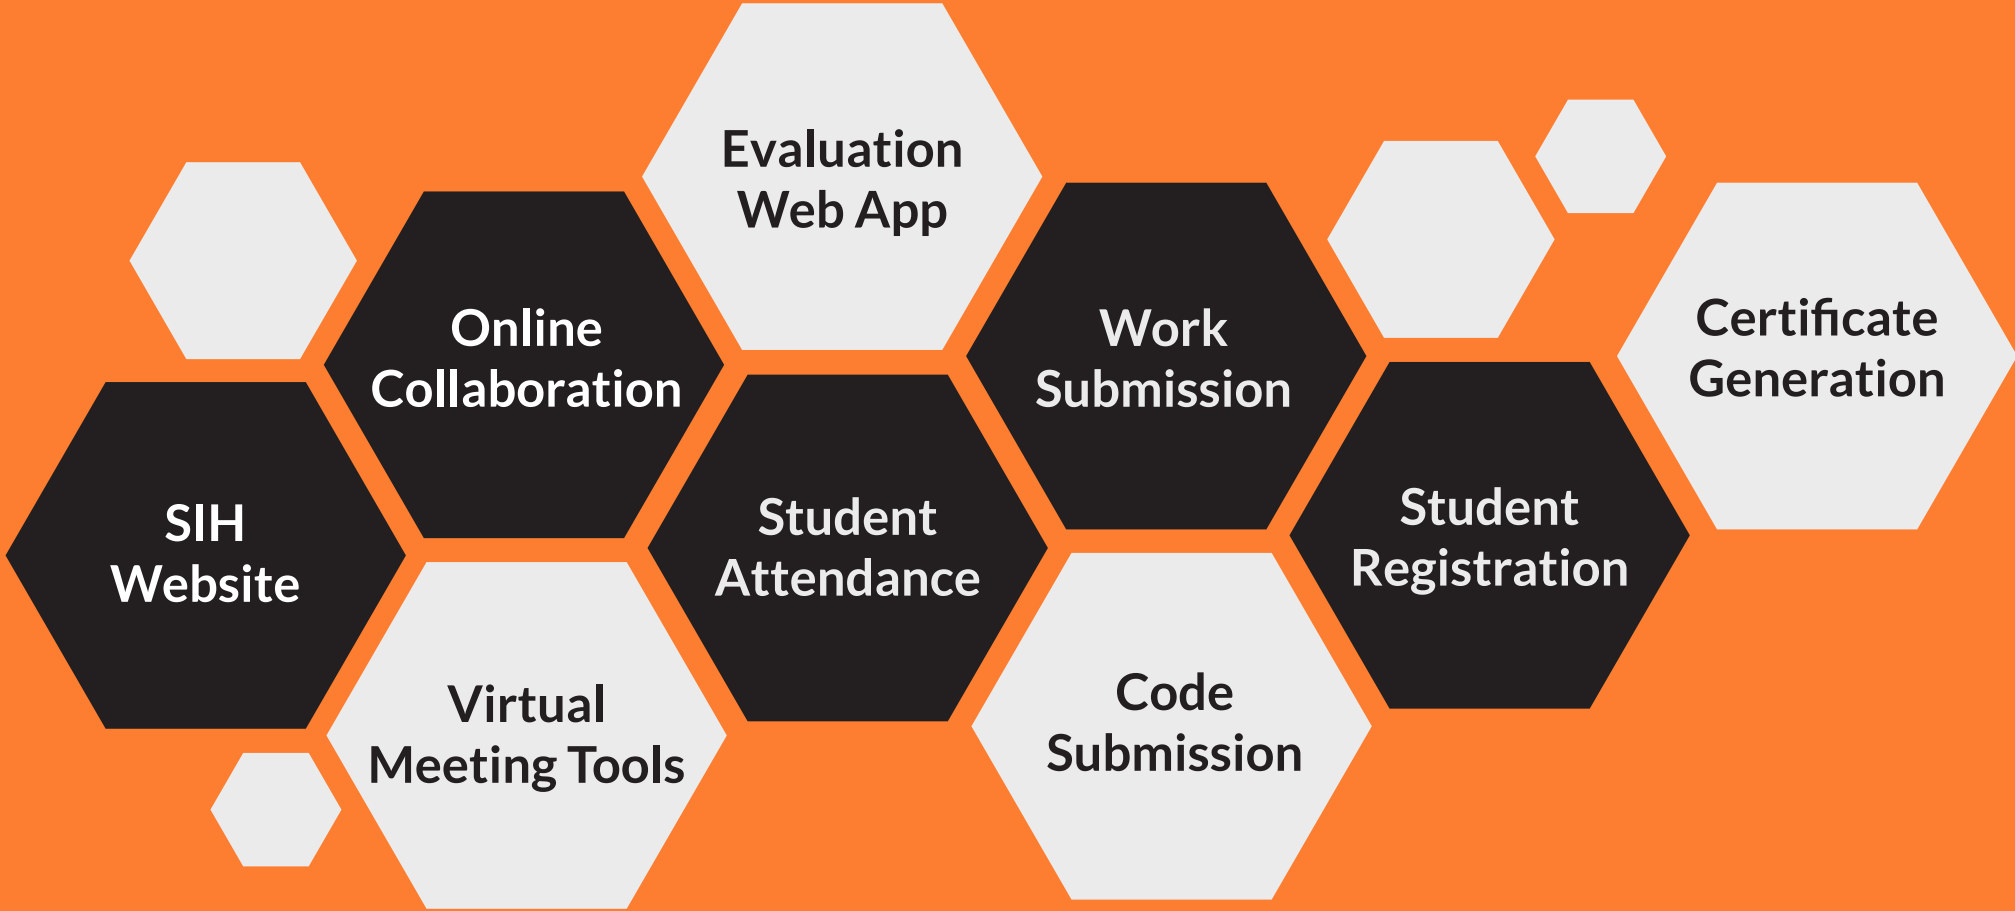 Evaluation
Web App
Online
Collaboration
Work
Submission
Certificate
Generation
SIH
Website
Student
Attendance
Student
Registration
Virtual
Meeting Tools
Code
Submission